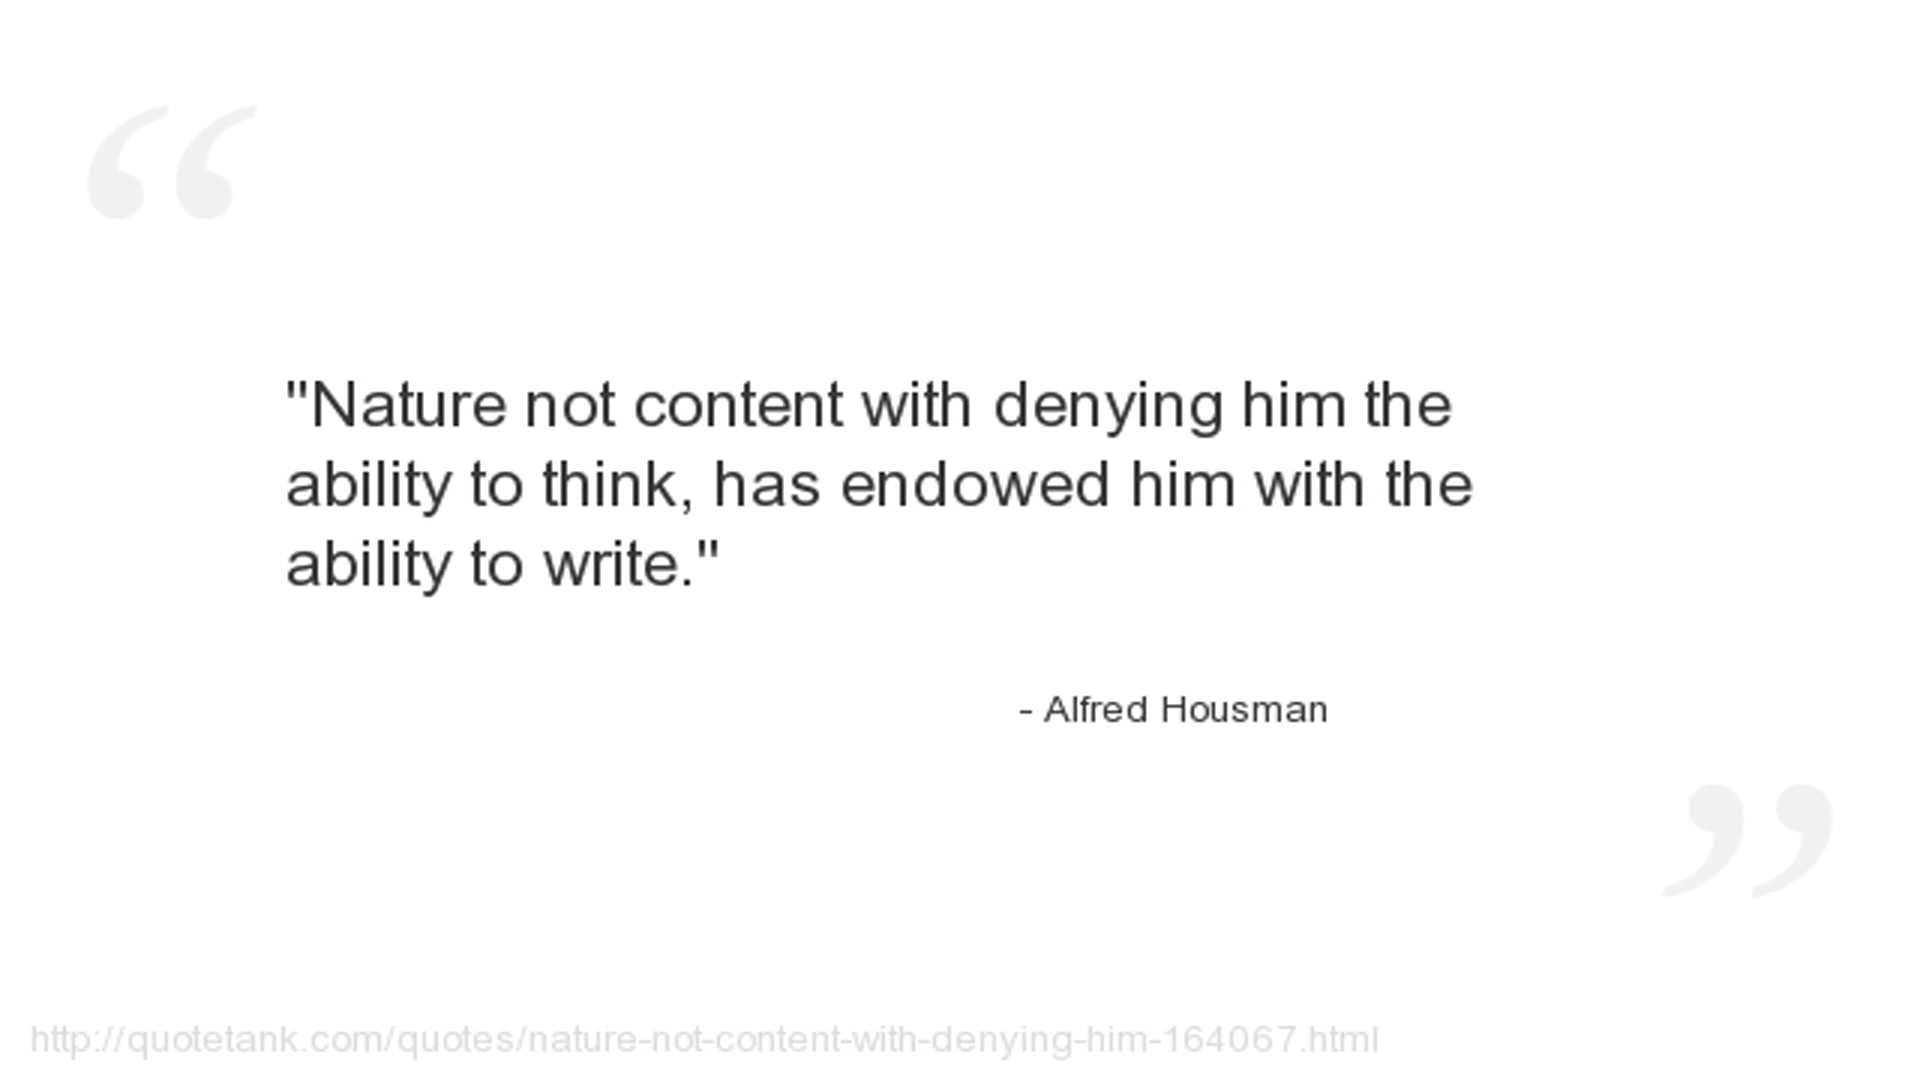 "Nature not content with denying him the
ability to think, has endowed him with the
ability to write."
- Alfred Housman
http://quotetank.com/quotes/nature-not-content-with-denying-him-164067.html